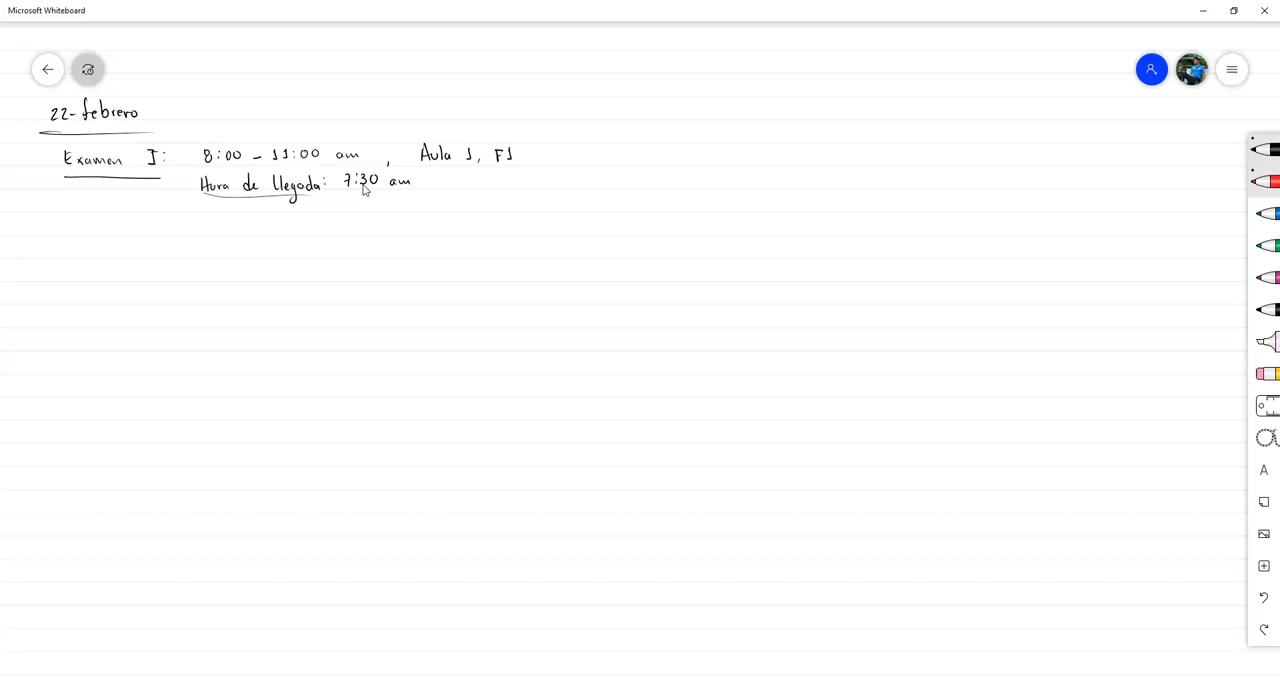 Microsoft Whiteboard
22-febrero
Examen I: 8:00 - 11:00 am, Aula 1, F1
Hora de llegada: 7:30 am
A